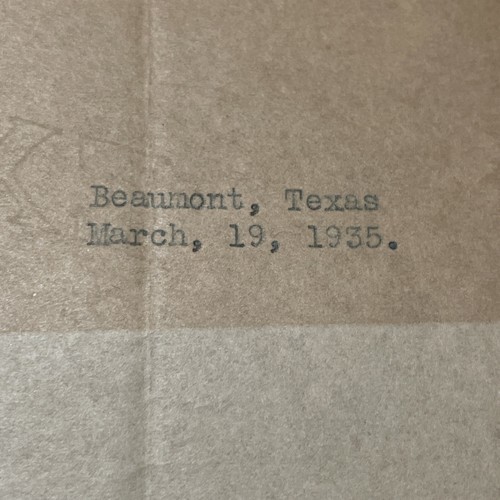 Beaumont, Texas
March, 19, 1935.